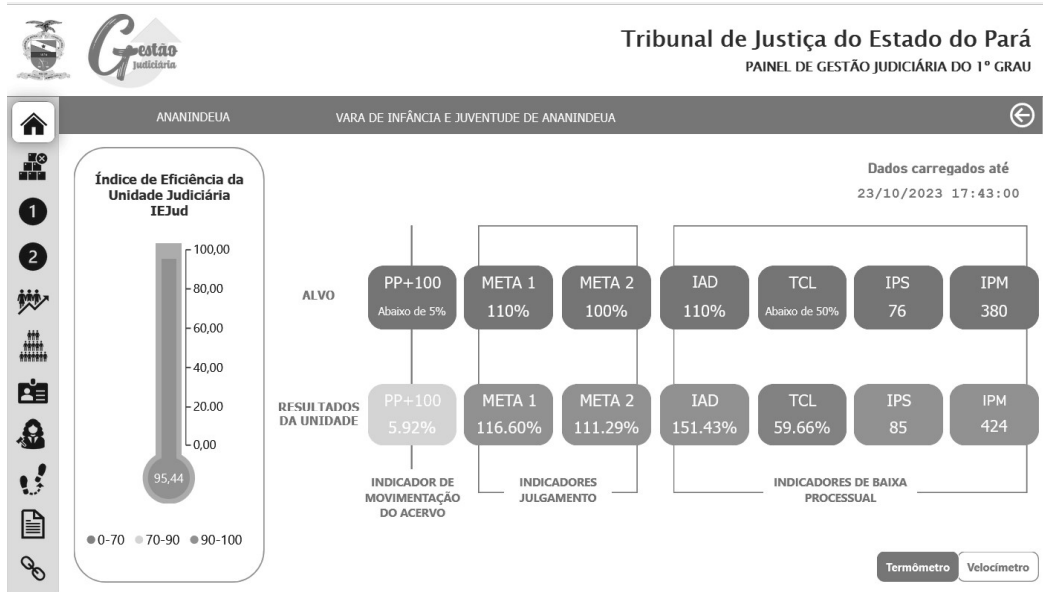 Gestão
Judiciária
Tribunal de Justiça do Estado do Pará
PAINEL DE GESTÃO JUDICIÁRIA DO 1º GRAU
ANANINDEUA
VARA DE INFÂNCIA E JUVENTUDE DE ANANINDEUA
Dados carregados até
23/10/2023 17:43:00
Índice de Eficiência da
Unidade Judiciária
IEJud
100,00
80,00
60,00
40,00
20.00
0,00
95,44
0-70 70-90 90-100
1
2
ALVO
PP+100
Abaixo de 5%
META 1
110%
META 2
100%
IAD
110%
TCL
Abaixo de 50%
IPS
76
IPM
380
RESULTADOS
DA UNIDADE
PP+100
5.92%
META 1
116.60%
META 2
111.29%
IAD
151.43%
TCL
59.66%
IPS
85
IPM
424
INDICADOR DE
MOVIMENTAÇÃO
DO ACERVO
INDICADORES
JULGAMENTO
INDICADORES DE BAIXA
PROCESSUAL
Termômetro
Velocímetro